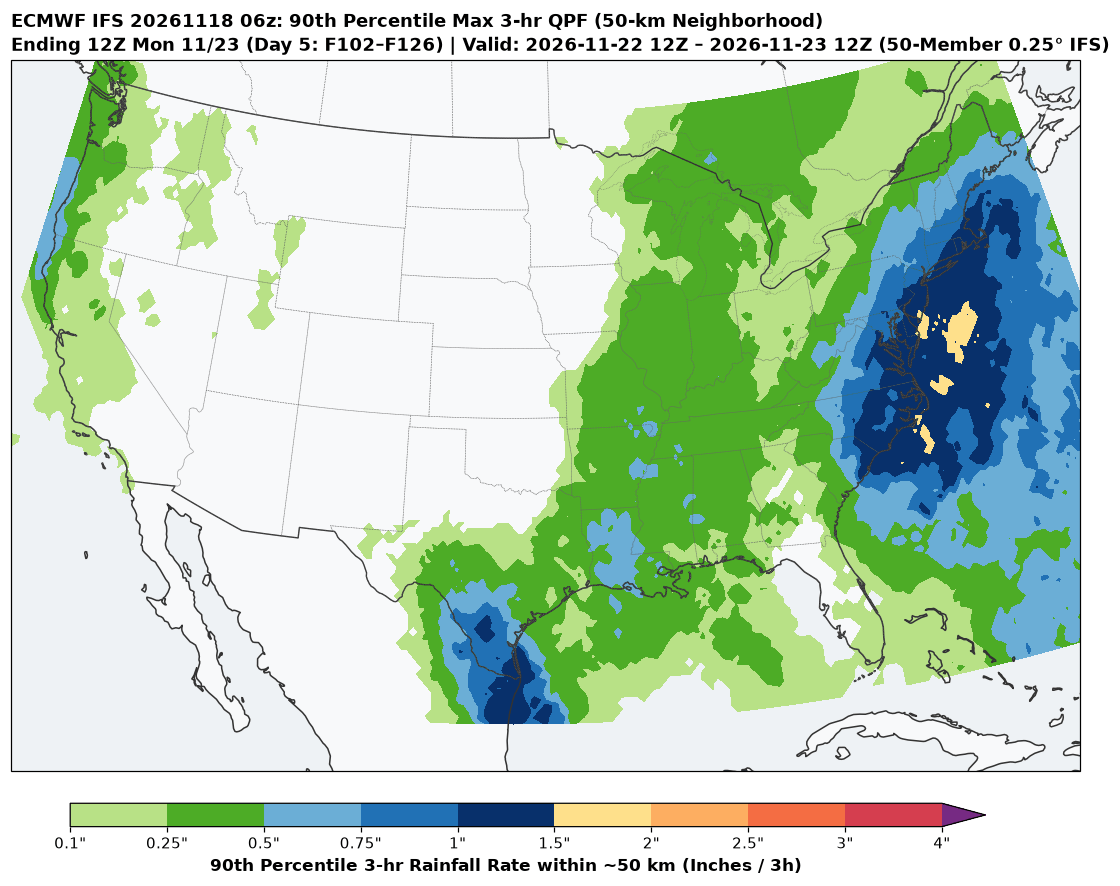 ECMWF IFS 20261118 06z: 90th Percentile Max 3-hr QPF (50-km Neighborhood)
Ending 12Z Mon 11/23 (Day 5: F102–F126) | Valid: 2026-11-22 12Z – 2026-11-23 12Z (50-Member 0.25° IFS)
0.1" 0.25" 0.5" 0.75" 1" 1.5" 2" 2.5" 3" 4"
90th Percentile 3-hr Rainfall Rate within ~50 km (Inches / 3h)